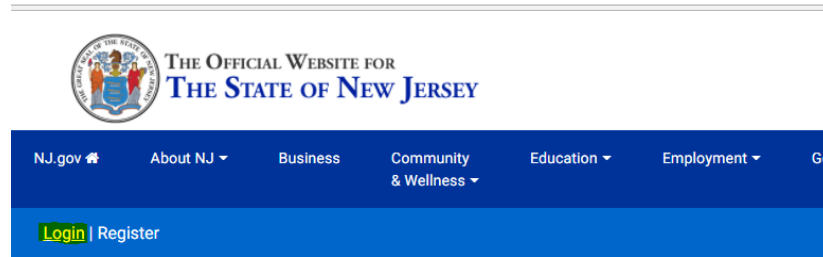 THE OFFICIAL WEBSITE FOR
THE STATE OF NEW JERSEY
NJ.gov About NJ Business Community & Wellness Education Employment G
Login | Register